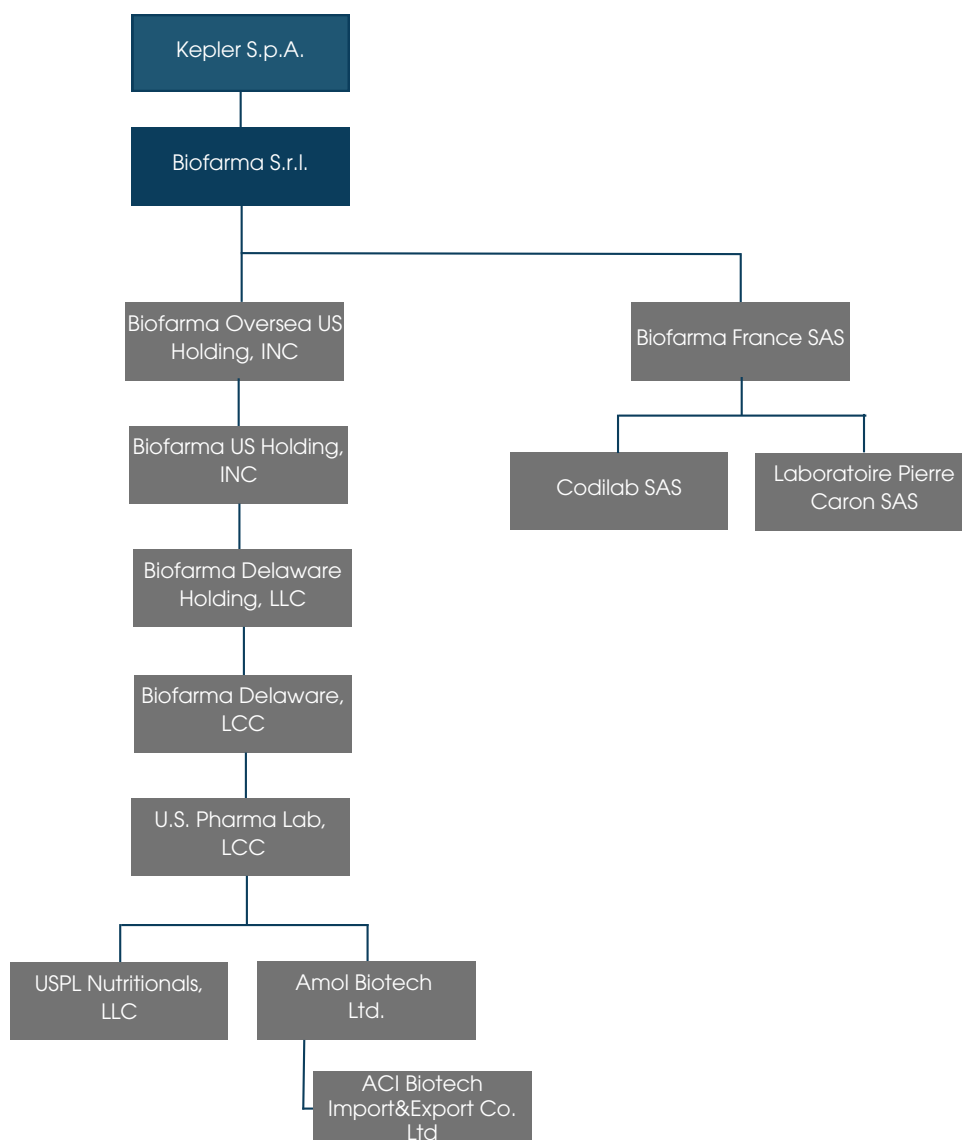 Kepler S.p.A.
Biofarma S.r.l.
Biofarma Oversea US
Holding, INC
Biofarma France SAS
Biofarma US Holding,
INC
Codilab SAS
Laboratoire Pierre
Caron SAS
Biofarma Delaware
Holding, LLC
Biofarma Delaware,
LCC
U.S. Pharma Lab,
LCC
USPL Nutritionals,
LLC
Amol Biotech
Ltd.
ACI Biotech
Import&Export Co.
Ltd